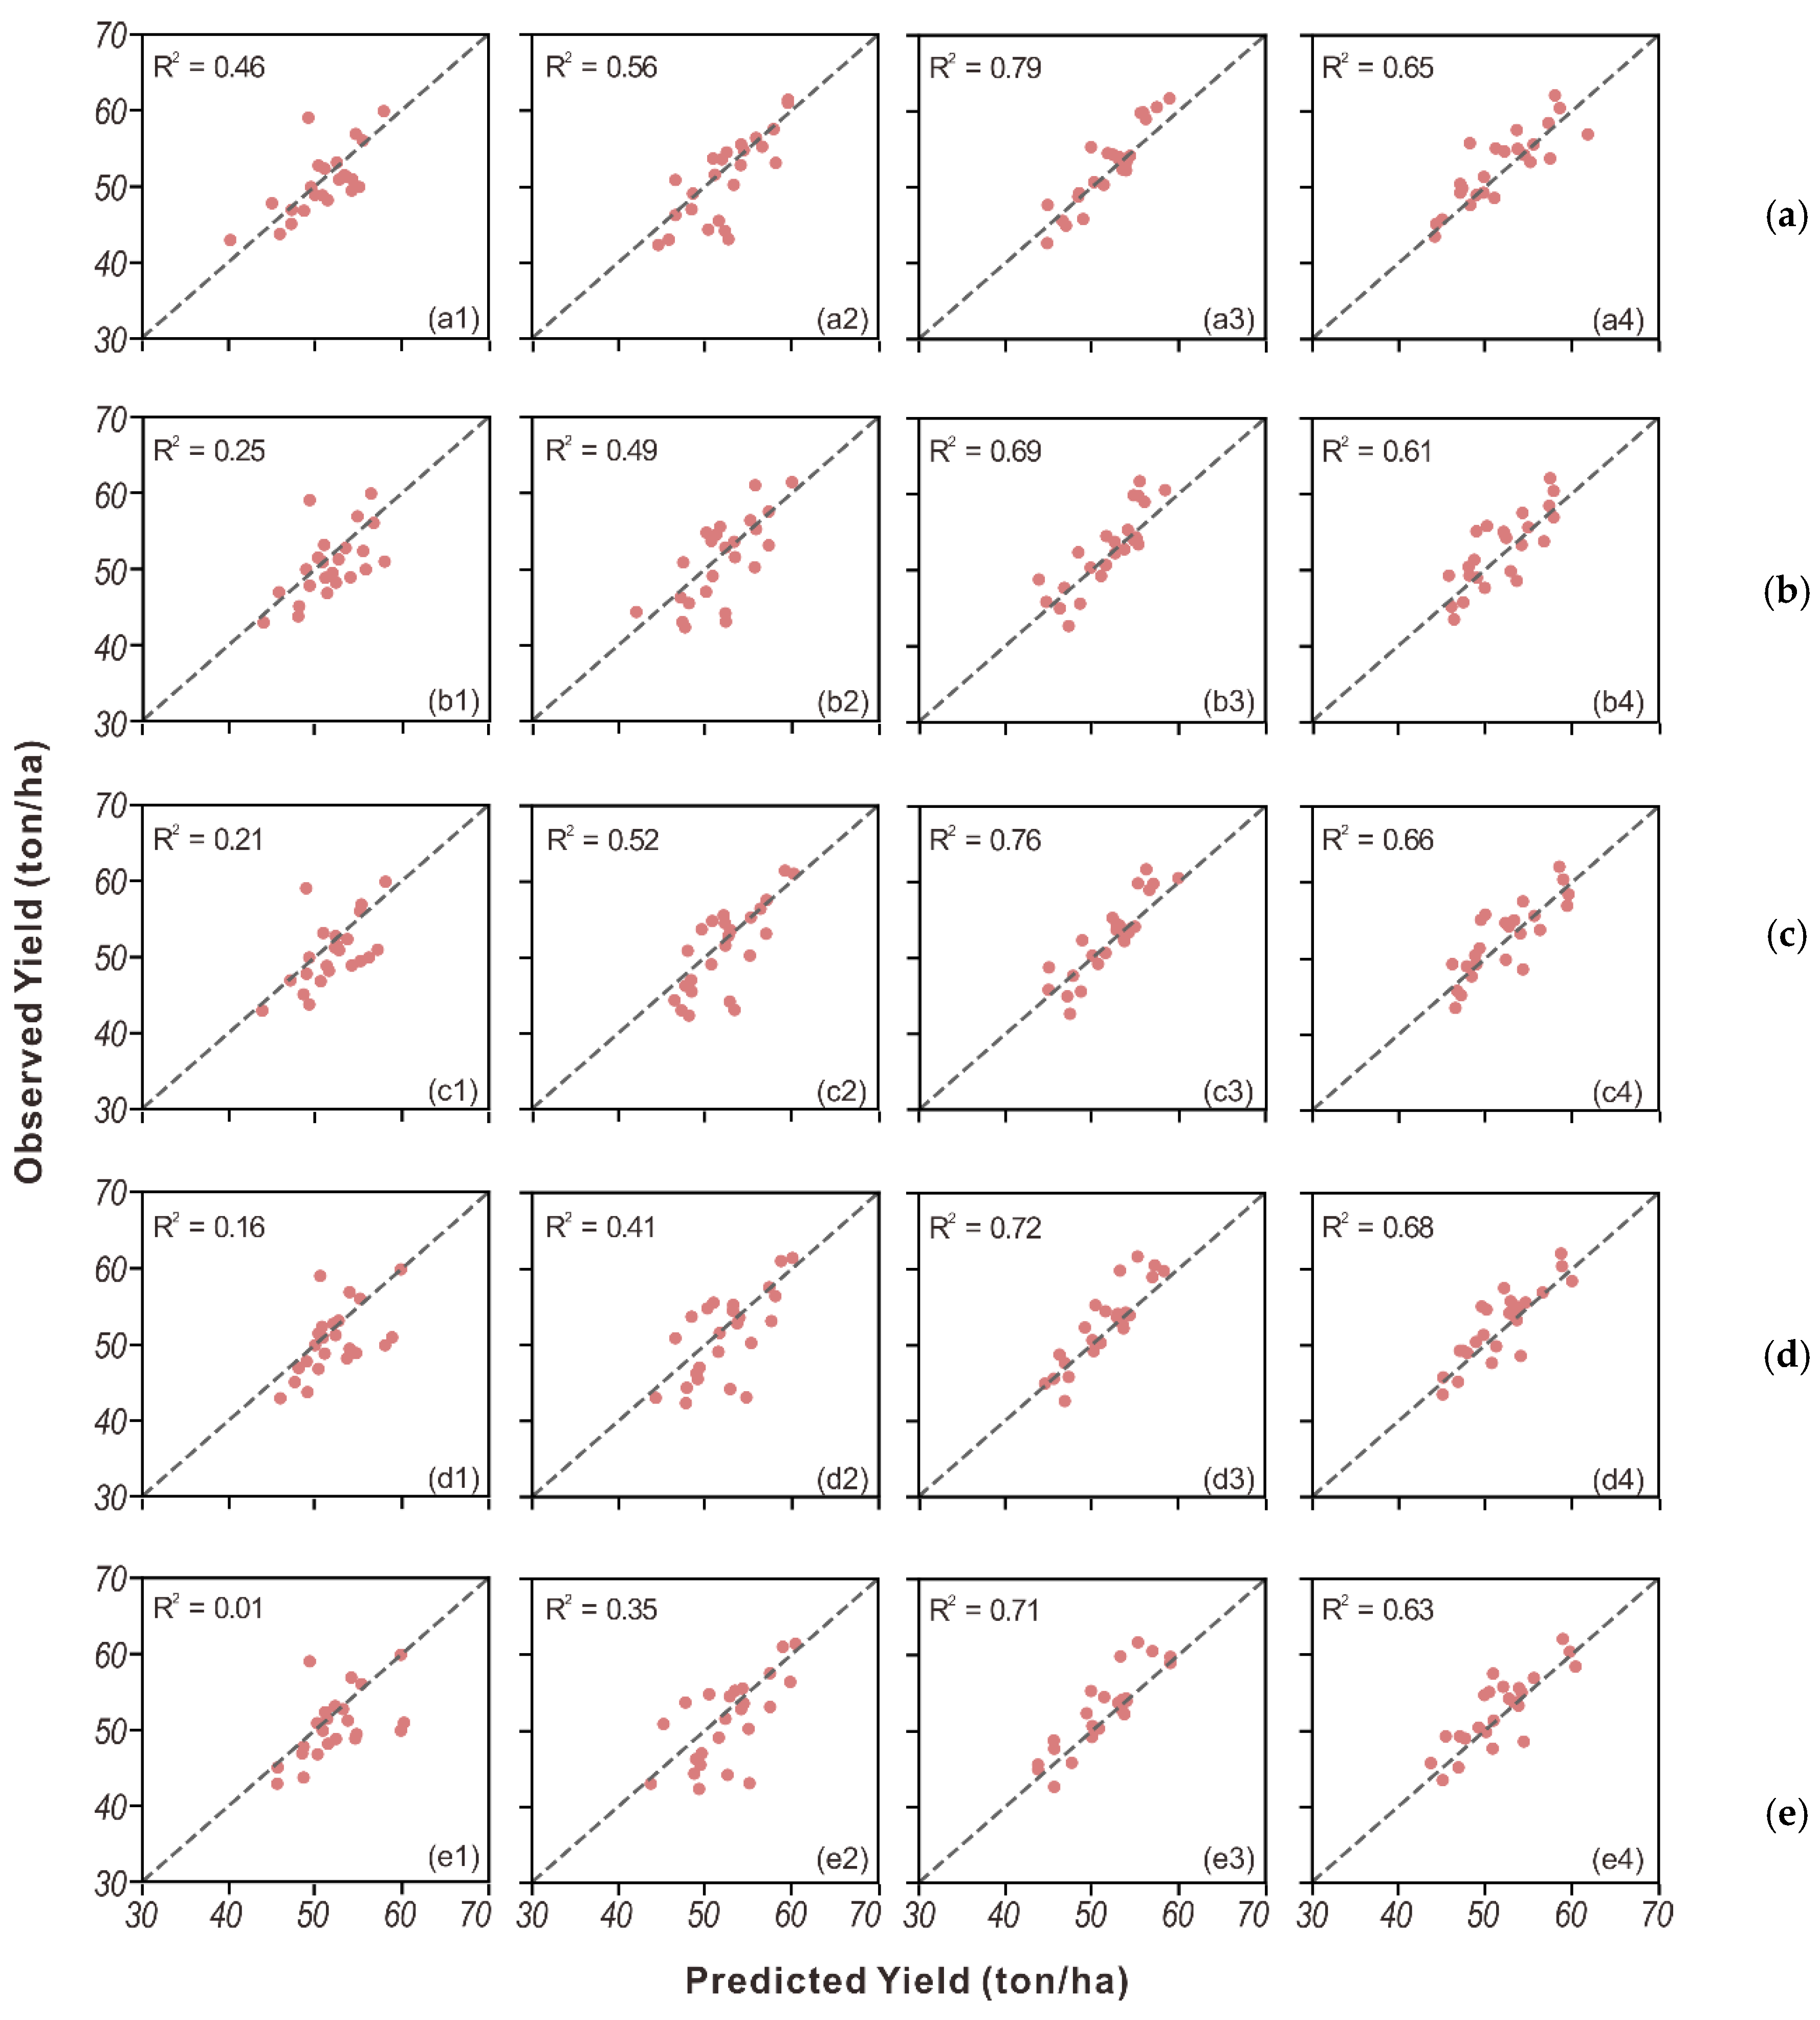 70
R² = 0.46
R² = 0.56
R² = 0.79
R² = 0.65
60
50
(a)
40
(a1)
(a2)
(a3)
(a4)
30
30 40 50 60 70
70
R² = 0.25
R² = 0.49
R² = 0.69
R² = 0.61
60
50
(b)
40
(b1)
(b2)
(b3)
(b4)
30
Observed Yield (ton/ha)
70
R² = 0.21
R² = 0.52
R² = 0.76
R² = 0.66
60
50
(c)
40
(c1)
(c2)
(c3)
(c4)
30
70
R² = 0.16
R² = 0.41
R² = 0.72
R² = 0.68
60
50
(d)
40
(d1)
(d2)
(d3)
(d4)
30
70
R² = 0.01
R² = 0.35
R² = 0.71
R² = 0.63
60
50
40
(e)
(e1)
(e2)
(e3)
(e4)
30
30 40 50 60 70
30 40 50 60
30 40 50 60 70
30 40 50 60 70
Predicted Yield (ton/ha)